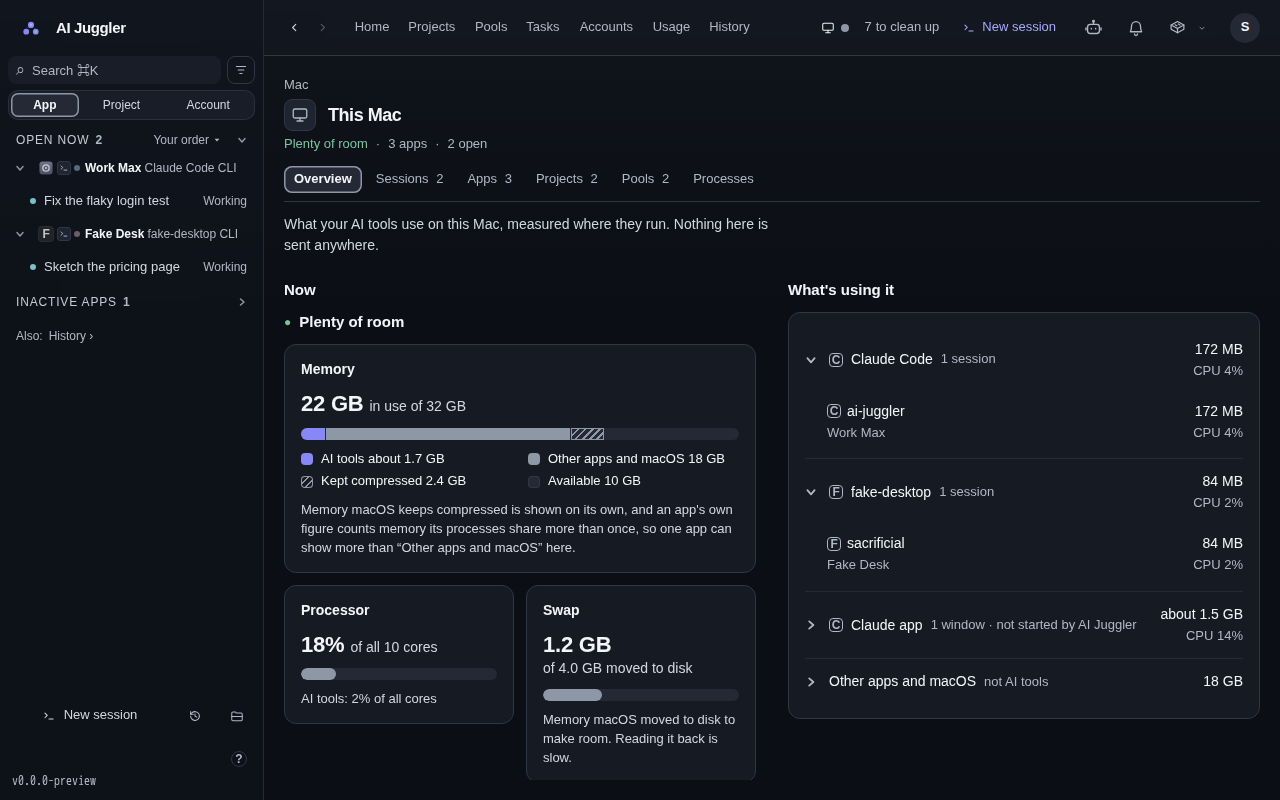 AI Juggler
Search ⌘K
App Project Account
OPEN NOW 2 Your order
Work Max Claude Code CLI
Fix the flaky login test Working
F Fake Desk fake-desktop CLI
Sketch the pricing page Working
INACTIVE APPS 1
Also: History ›
New session
?
v0.0.0-preview
Home Projects Pools Tasks Accounts Usage History
7 to clean up
New session
S
Mac
This Mac
Plenty of room · 3 apps · 2 open
Overview Sessions 2 Apps 3 Projects 2 Pools 2 Processes
What your AI tools use on this Mac, measured where they run. Nothing here is
sent anywhere.
Now
Plenty of room
Memory
22 GB in use of 32 GB
AI tools about 1.7 GB Other apps and macOS 18 GB
Kept compressed 2.4 GB Available 10 GB
Memory macOS keeps compressed is shown on its own, and an app's own
figure counts memory its processes share more than once, so one app can
show more than “Other apps and macOS” here.
Processor
18% of all 10 cores
AI tools: 2% of all cores
Swap
1.2 GB
of 4.0 GB moved to disk
Memory macOS moved to disk to
make room. Reading it back is
slow.
What's using it
C Claude Code 1 session 172 MB
CPU 4%
C ai-juggler 172 MB
Work Max CPU 4%
F fake-desktop 1 session 84 MB
CPU 2%
F sacrificial 84 MB
Fake Desk CPU 2%
C Claude app 1 window · not started by AI Juggler about 1.5 GB
CPU 14%
Other apps and macOS not AI tools 18 GB